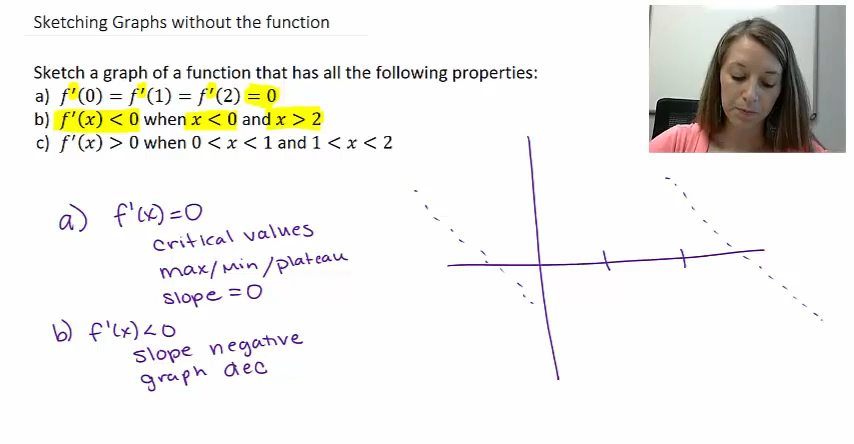 Sketching Graphs without the function
Sketch a graph of a function that has all the following properties:
a) f′(0) = f′(1) = f′(2) = 0
b) f′(x) < 0 when x < 0 and x > 2
c) f′(x) > 0 when 0 < x < 1 and 1 < x < 2
a) f'(x)=0
critical values
max/min/plateau
slope = 0
b) f'(x)<0
slope negative
graph dec